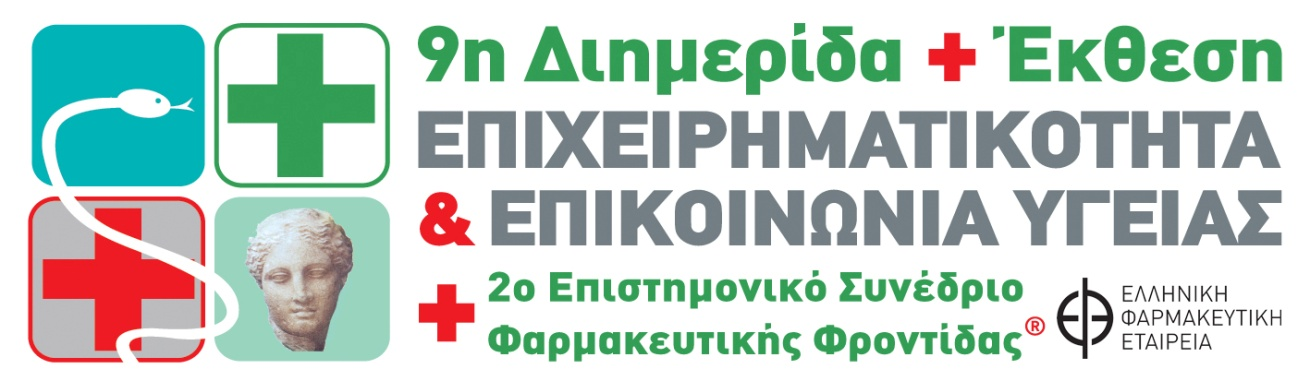 9η Διημερίδα + Έκθεση
ΕΠΙΧΕΙΡΗΜΑΤΙΚΟΤΗΤΑ
& ΕΠΙΚΟΙΝΩΝΙΑ ΥΓΕΙΑΣ
+ 2ο Επιστημονικό Συνέδριο
Φαρμακευτικής Φροντίδας®
ΕΛΛΗΝΙΚΗ
ΦΑΡΜΑΚΕΥΤΙΚΗ
ΕΤΑΙΡΕΙΑ